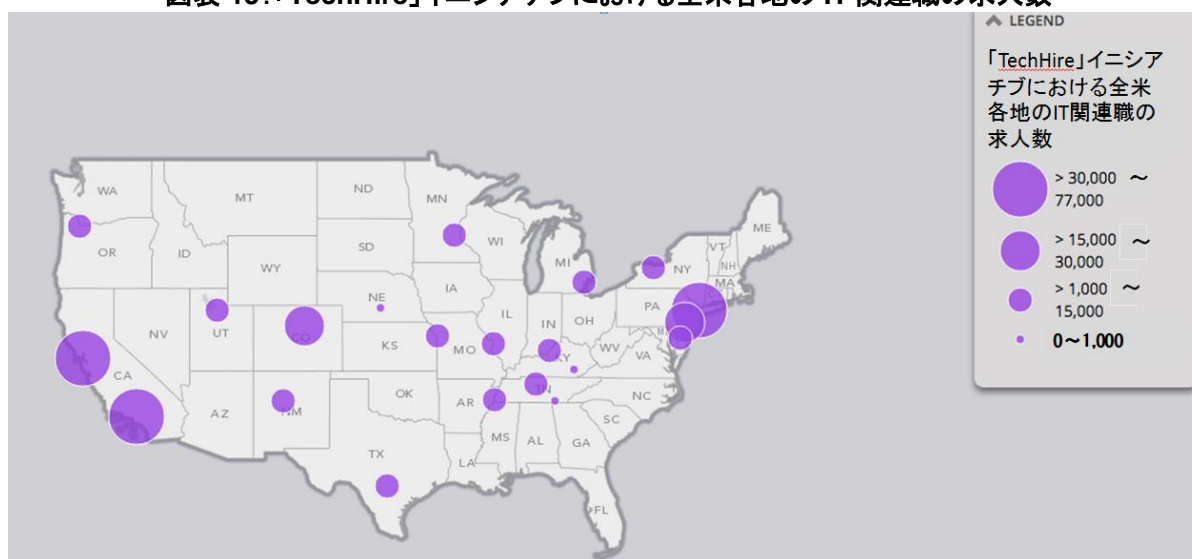 図表 18:「TechHire」イニシアチブにおける全米各地の IT 関連職の求人数
LEGEND
「TechHire」イニシア
チブにおける全米
各地のIT関連職の
求人数
> 30,000 ～
77,000
> 15,000 ～
30,000
> 1,000 ～
15,000
0～1,000
WA
MT
ND
MN
ME
OR
ID
SD
WI
VT
NH
WY
MI
NY
MA
IA
NE
PA
NV
UT
CO
IL
IN
OH
KS
MO
KY
WV
VA
CA
OK
TN
NC
AZ
NM
AR
SC
MS
AL
GA
TX
LA
FL